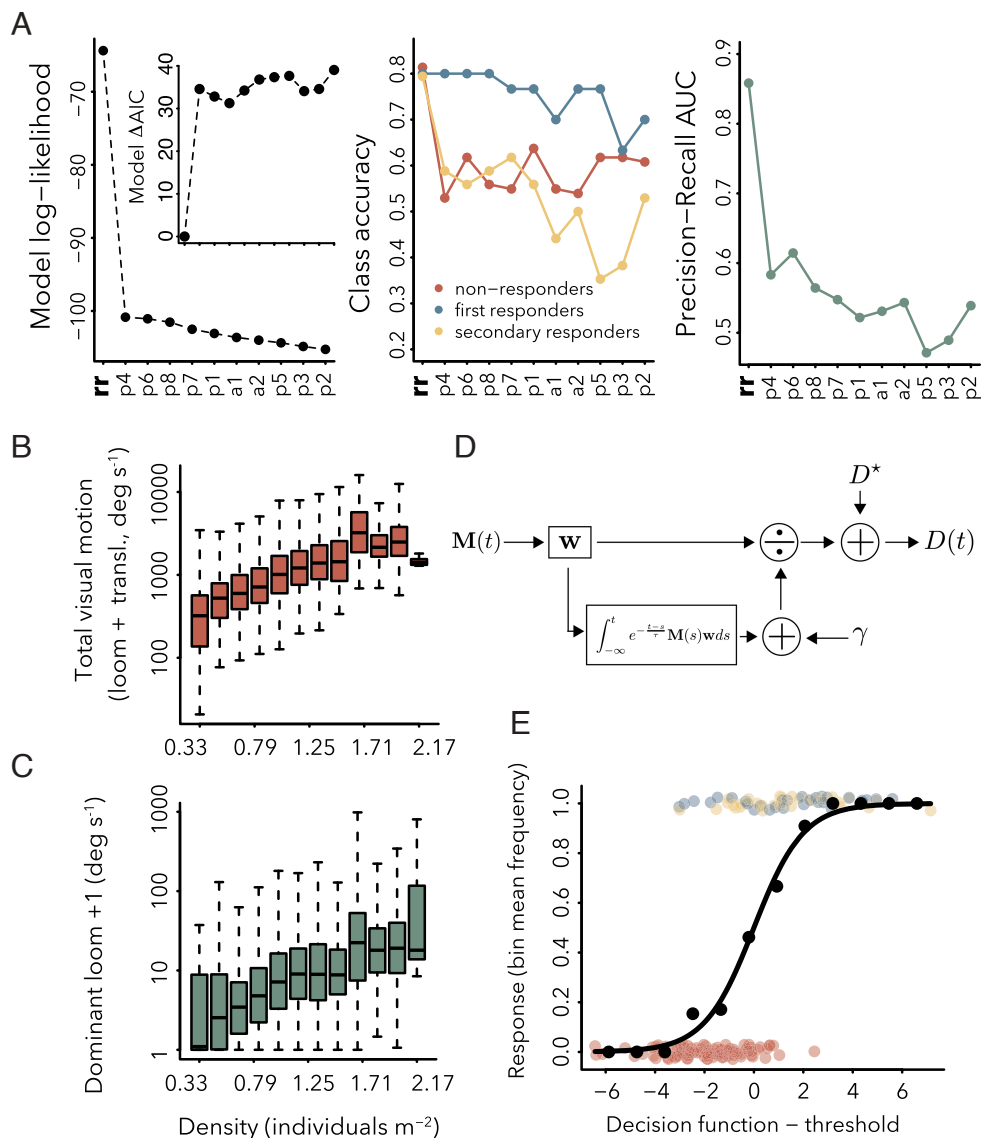 A
Model log−likelihood
−70
−80
−90
−100
Model ΔAIC
0
10
20
30
40
rr p4 p6 p8 p7 p1 a1 a2 p5 p3 p2
Class accuracy
0.2 0.3 0.4 0.5 0.6 0.7 0.8
non−responders
first responders
secondary responders
rr p4 p6 p8 p7 p1 a1 a2 p5 p3 p2
Precision−Recall AUC
0.5 0.6 0.7 0.8 0.9
rr p4 p6 p8 p7 p1 a1 a2 p5 p3 p2
B
Total visual motion
(loom + transl., deg s⁻¹)
100 1000 10000
0.33 0.79 1.25 1.71 2.17
C
Dominant loom +1 (deg s⁻¹)
1 10 100 1000
0.33 0.79 1.25 1.71 2.17
Density (individuals m⁻²)
D
D⋆
M(t) w ÷ + D(t)
∫_{−∞}^{t} e^{−(t−s)/τ} M(s)w ds + γ
E
Response (bin mean frequency)
0.0 0.2 0.4 0.6 0.8 1.0
−6 −4 −2 0 2 4 6
Decision function − threshold